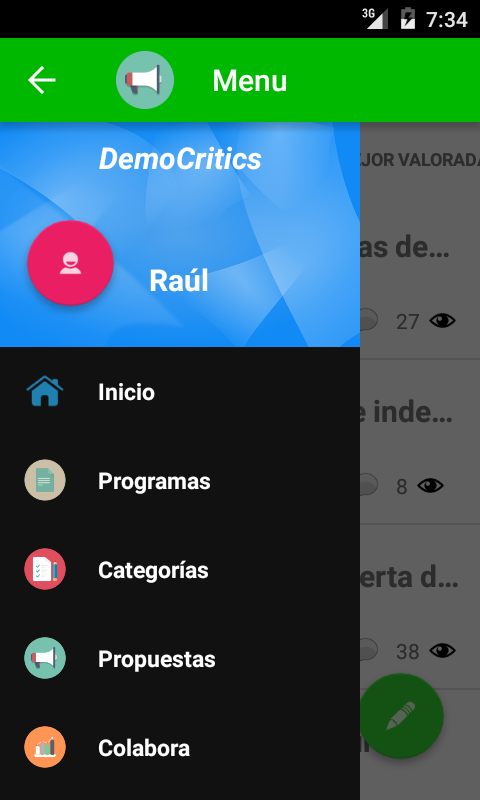 3G 7:34
Menu
DemoCritics
JOR VALORADA
Raúl
as de...
27
Inicio
e inde...
8
Programas
Categorías
erta d...
38
Propuestas
Colabora